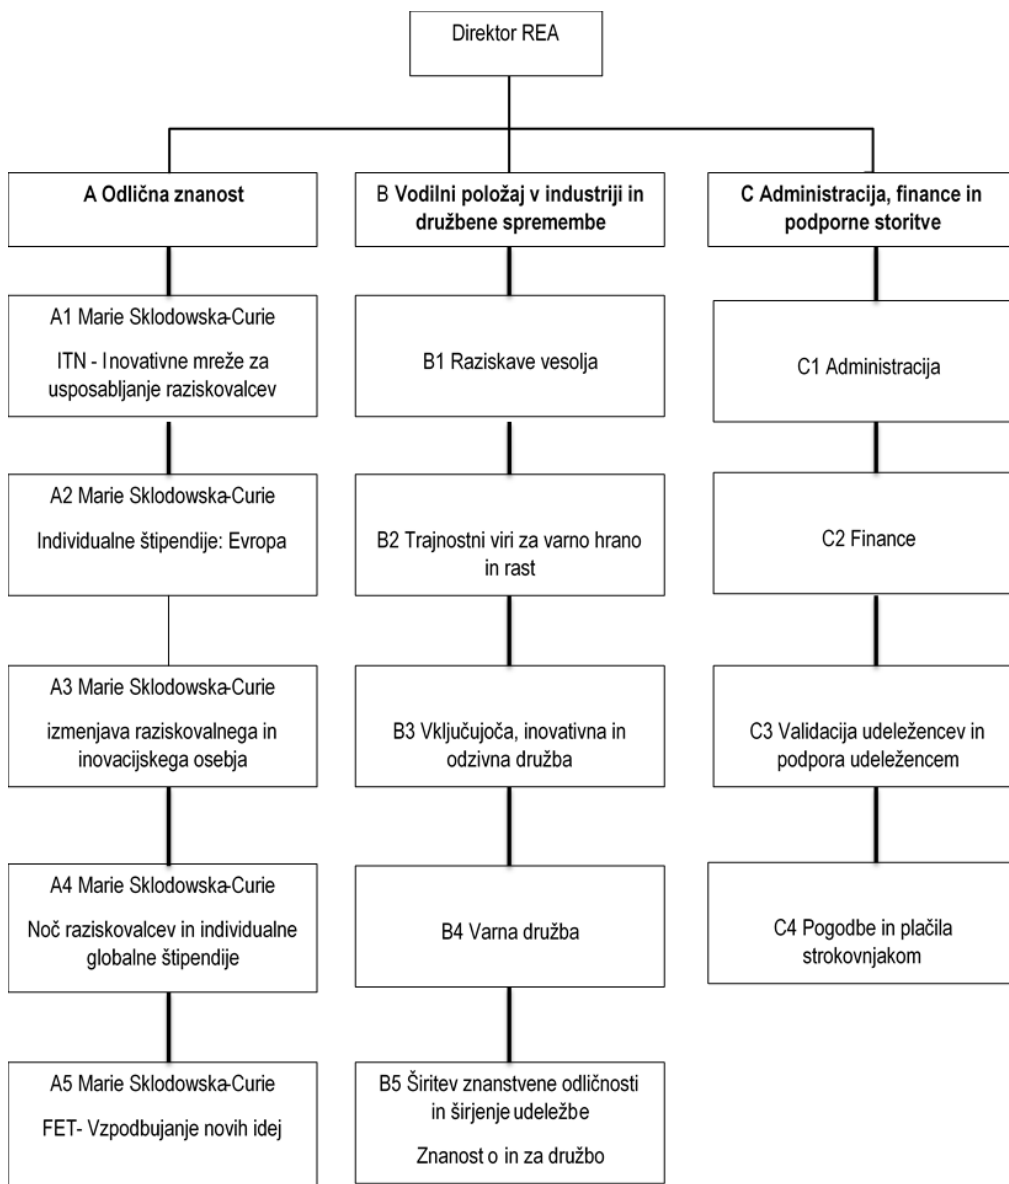 Direktor REA
A Odlična znanost
B Vodilni položaj v industriji in
družbene spremembe
C Administracija, finance in
podporne storitve
A1 Marie Sklodowska-Curie
ITN - Inovativne mreže za
usposabljanje raziskovalcev
B1 Raziskave vesolja
C1 Administracija
A2 Marie Sklodowska-Curie
Individualne štipendije: Evropa
B2 Trajnostni viri za varno hrano
in rast
C2 Finance
A3 Marie Sklodowska-Curie
izmenjava raziskovalnega in
inovacijskega osebja
B3 Vključujoča, inovativna in
odzivna družba
C3 Validacija udeležencev in
podpora udeležencem
A4 Marie Sklodowska-Curie
Noč raziskovalcev in individualne
globalne štipendije
B4 Varna družba
C4 Pogodbe in plačila
strokovnjakom
A5 Marie Sklodowska-Curie
FET- Vzpodbujanje novih idej
B5 Širitev znanstvene odličnosti
in širjenje udeležbe
Znanost o in za družbo